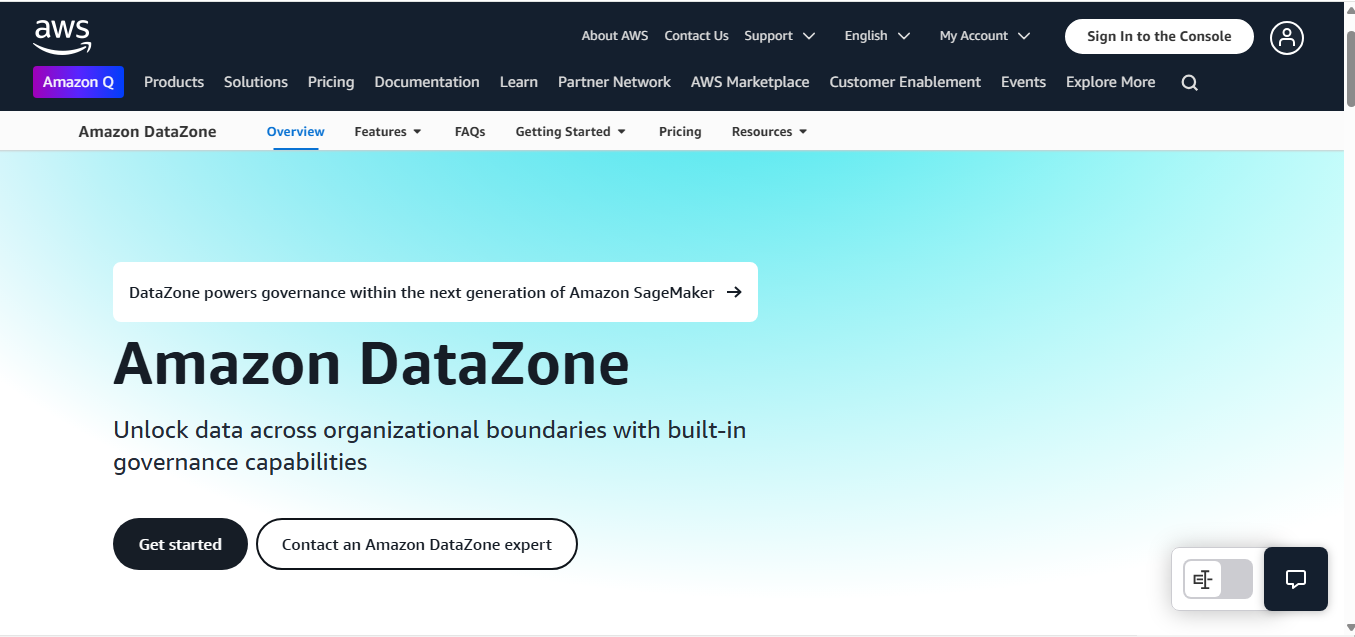 aws
About AWS Contact Us Support English My Account Sign In to the Console
Amazon Q Products Solutions Pricing Documentation Learn Partner Network AWS Marketplace Customer Enablement Events Explore More
Amazon DataZone Overview Features FAQs Getting Started Pricing Resources
DataZone powers governance within the next generation of Amazon SageMaker →
Amazon DataZone
Unlock data across organizational boundaries with built-in
governance capabilities
Get started Contact an Amazon DataZone expert